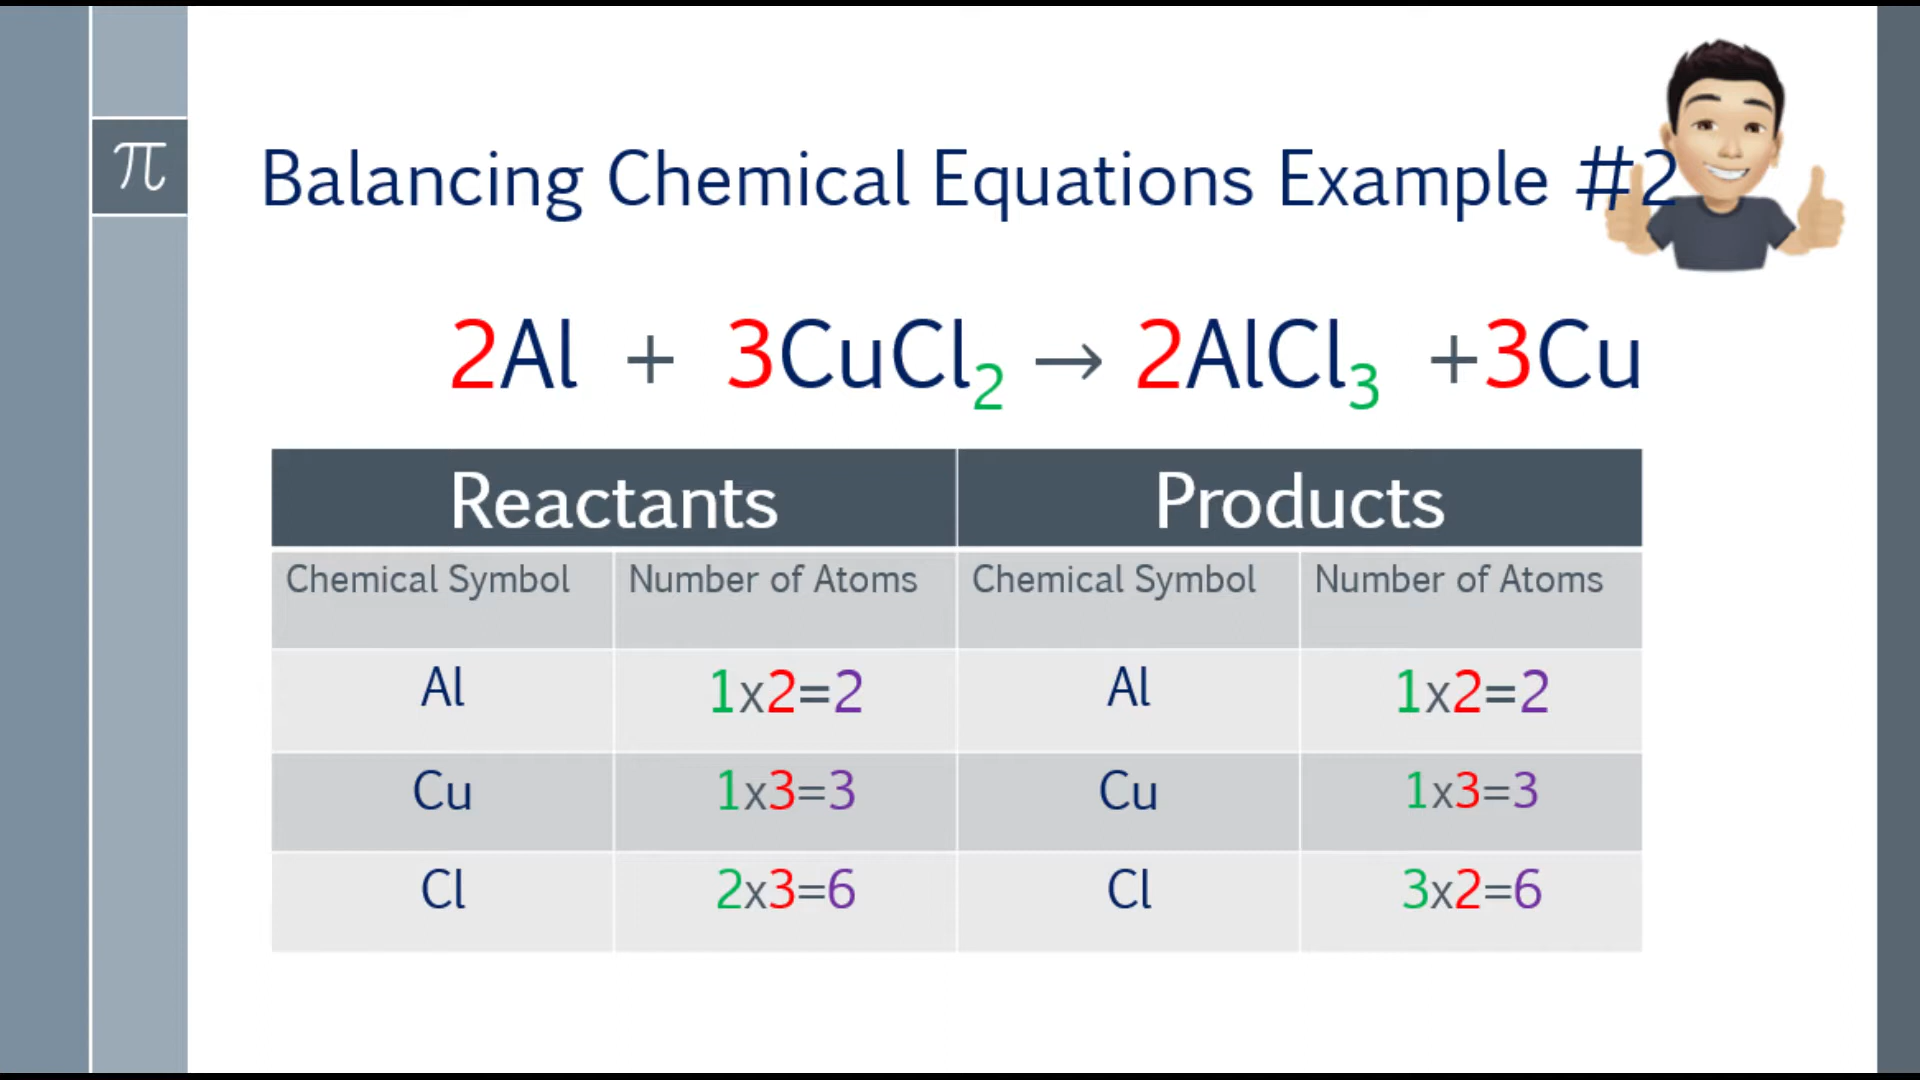 π
Balancing Chemical Equations Example #2
2Al + 3CuCl₂ → 2AlCl₃ +3Cu
Reactants Products
Chemical Symbol Number of Atoms Chemical Symbol Number of Atoms
Al 1x2=2 Al 1x2=2
Cu 1x3=3 Cu 1x3=3
Cl 2x3=6 Cl 3x2=6